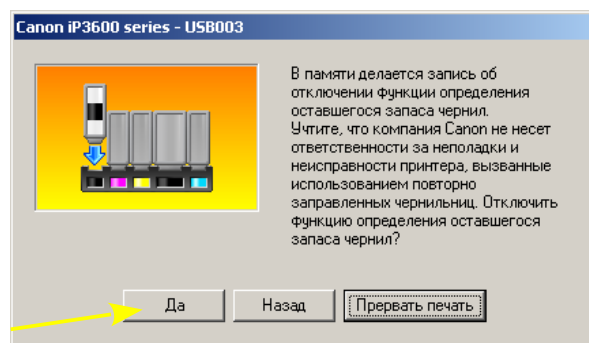 Canon iP3600 series - USB003
В памяти делается запись об
отключении функции определения
оставшегося запаса чернил.
Учтите, что компания Canon не несет
ответственности за неполадки и
неисправности принтера, вызванные
использованием повторно
заправленных чернильниц. Отключить
функцию определения оставшегося
запаса чернил?
Да
Назад
Прервать печать